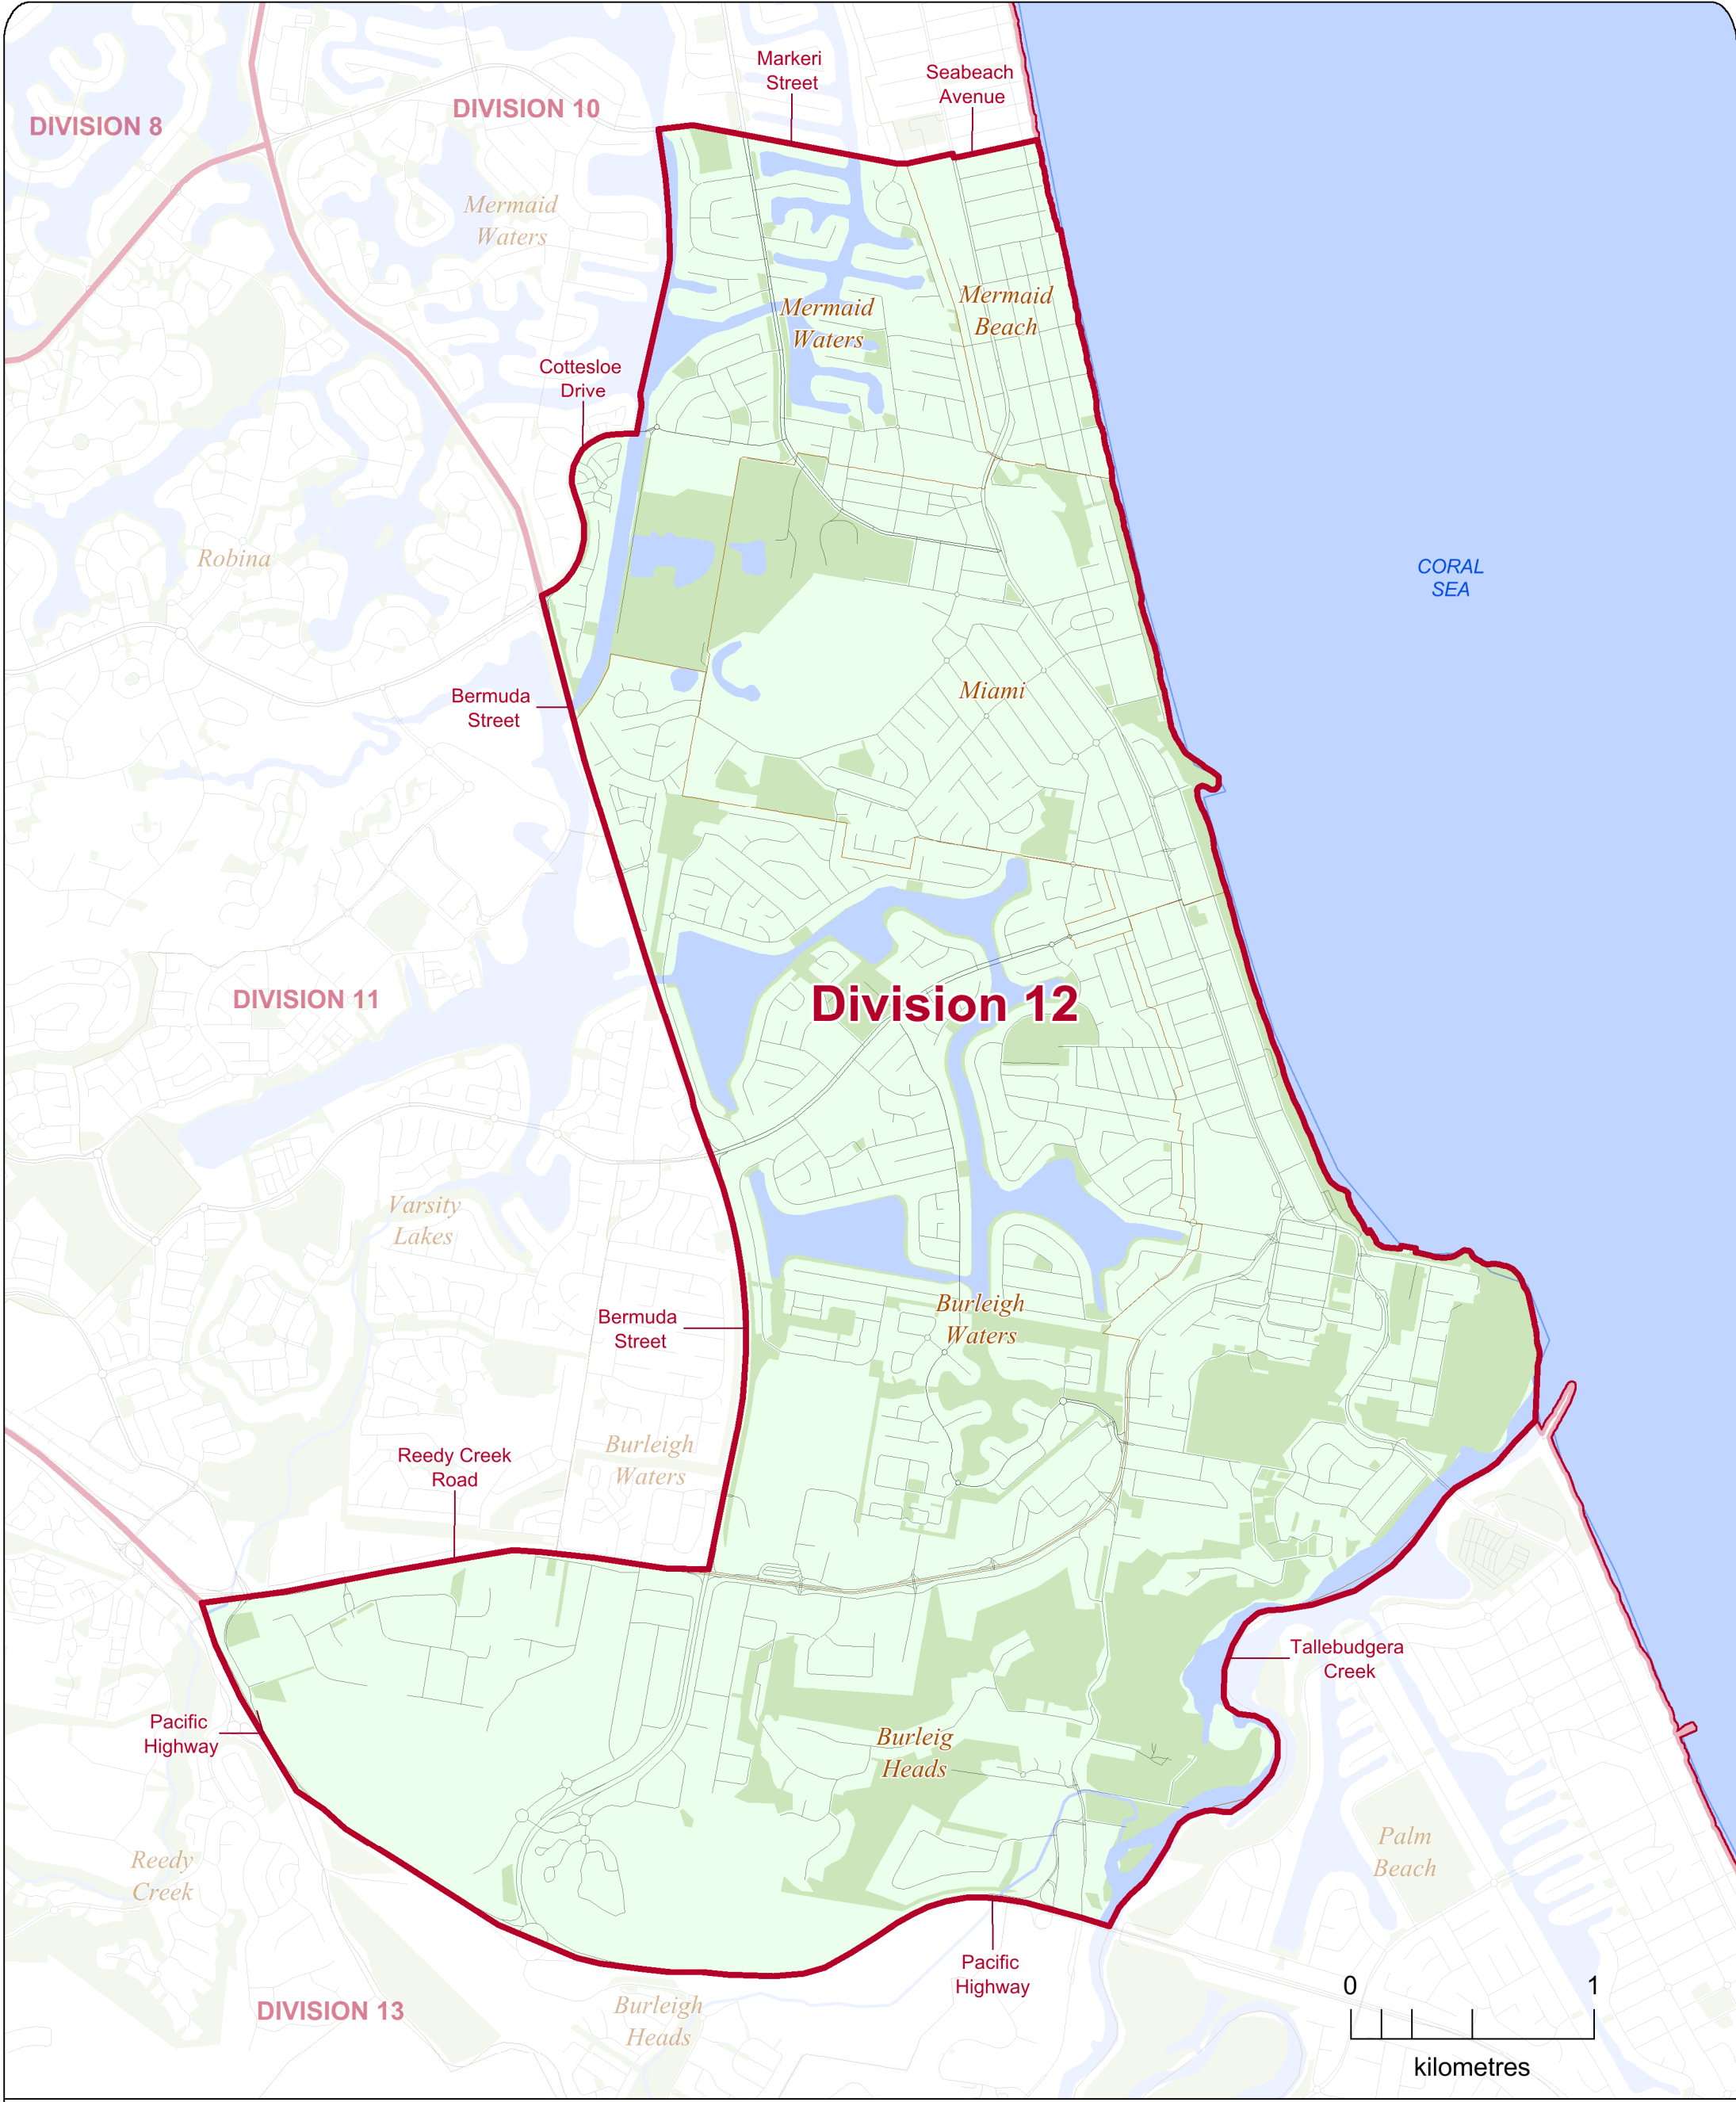 Markeri
Street
Seabeach
Avenue
DIVISION 8
DIVISION 10
Mermaid
Waters
Mermaid
Waters
Mermaid
Beach
Cottesloe
Drive
Robina
CORAL
SEA
Bermuda
Street
Miami
DIVISION 11
Division 12
Varsity
Lakes
Bermuda
Street
Burleigh
Waters
Burleigh
Waters
Reedy Creek
Road
Tallebudgera
Creek
Pacific
Highway
Burleig
Heads
Reedy
Creek
Palm
Beach
Pacific
Highway
DIVISION 13
Burleigh
Heads
0 1
kilometres